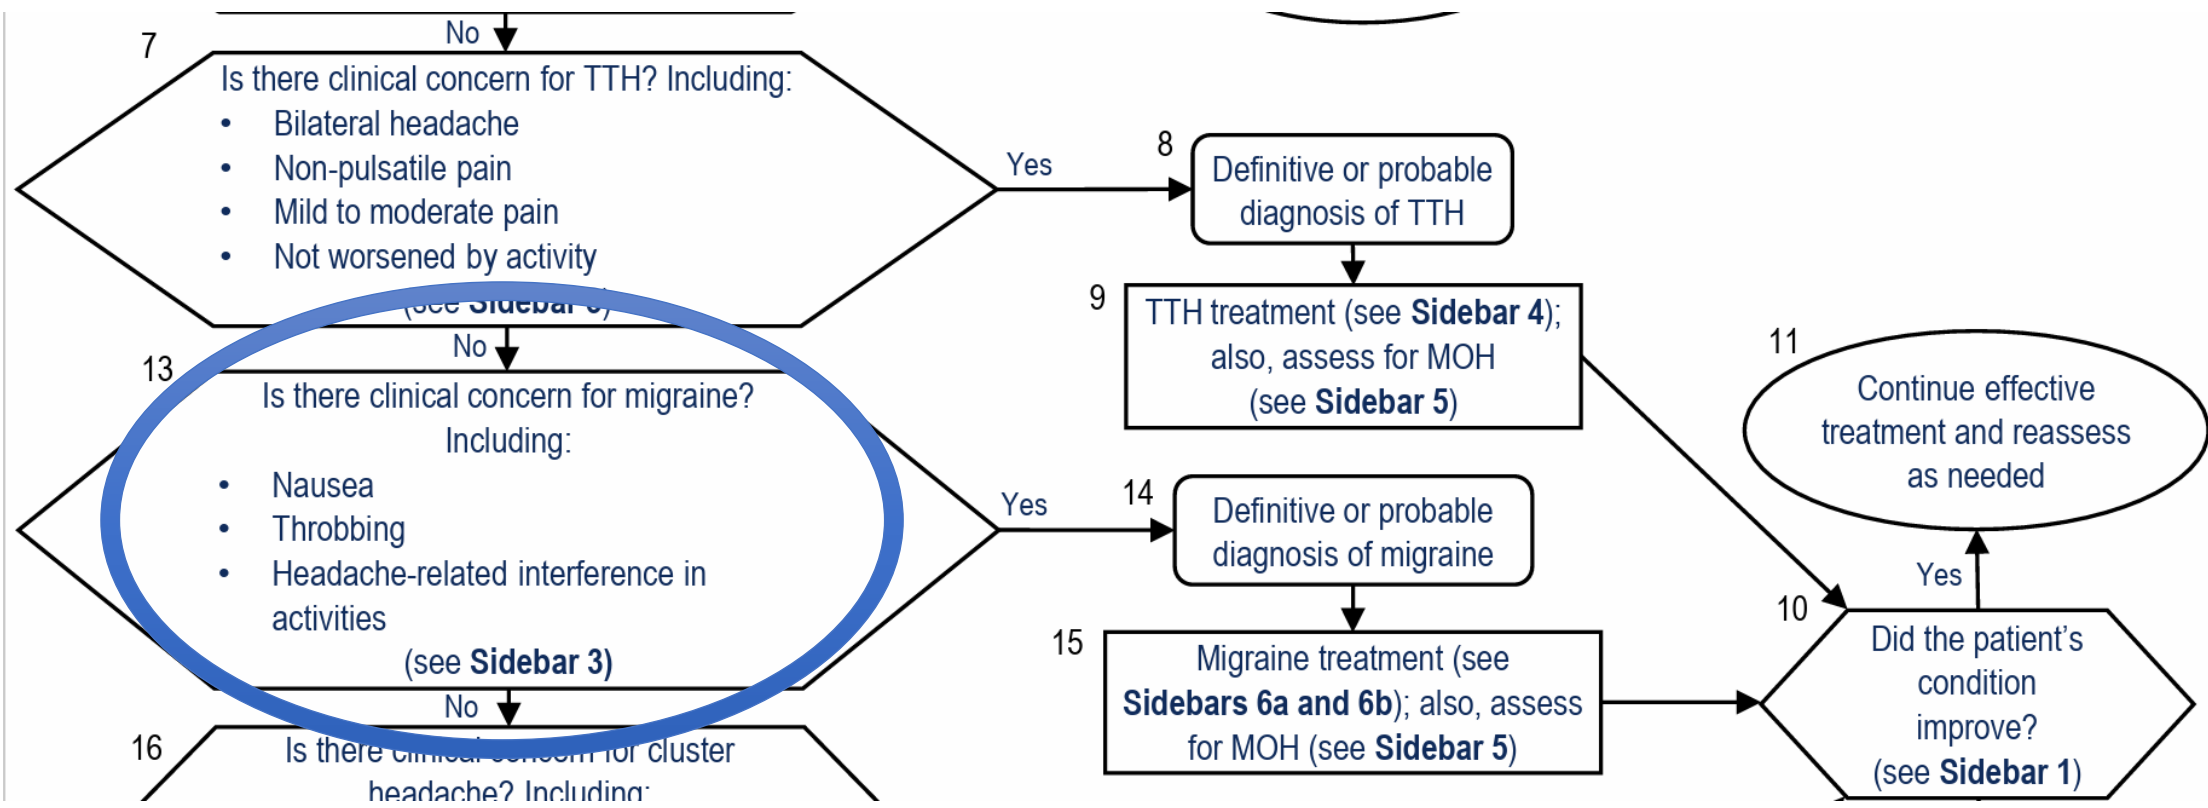 No
7
Is there clinical concern for TTH? Including:
• Bilateral headache
• Non-pulsatile pain
• Mild to moderate pain
• Not worsened by activity
(see Sidebar
Yes
8
Definitive or probable
diagnosis of TTH
9
TTH treatment (see Sidebar 4);
also, assess for MOH
(see Sidebar 5)
No
13
Is there clinical concern for migraine?
Including:
• Nausea
• Throbbing
• Headache-related interference in
activities
(see Sidebar 3)
Yes
14
Definitive or probable
diagnosis of migraine
15
Migraine treatment (see
Sidebars 6a and 6b); also, assess
for MOH (see Sidebar 5)
11
Continue effective
treatment and reassess
as needed
Yes
10
Did the patient's
condition
improve?
(see Sidebar 1)
No
16
Is there clinical concern for cluster
headache? Including: